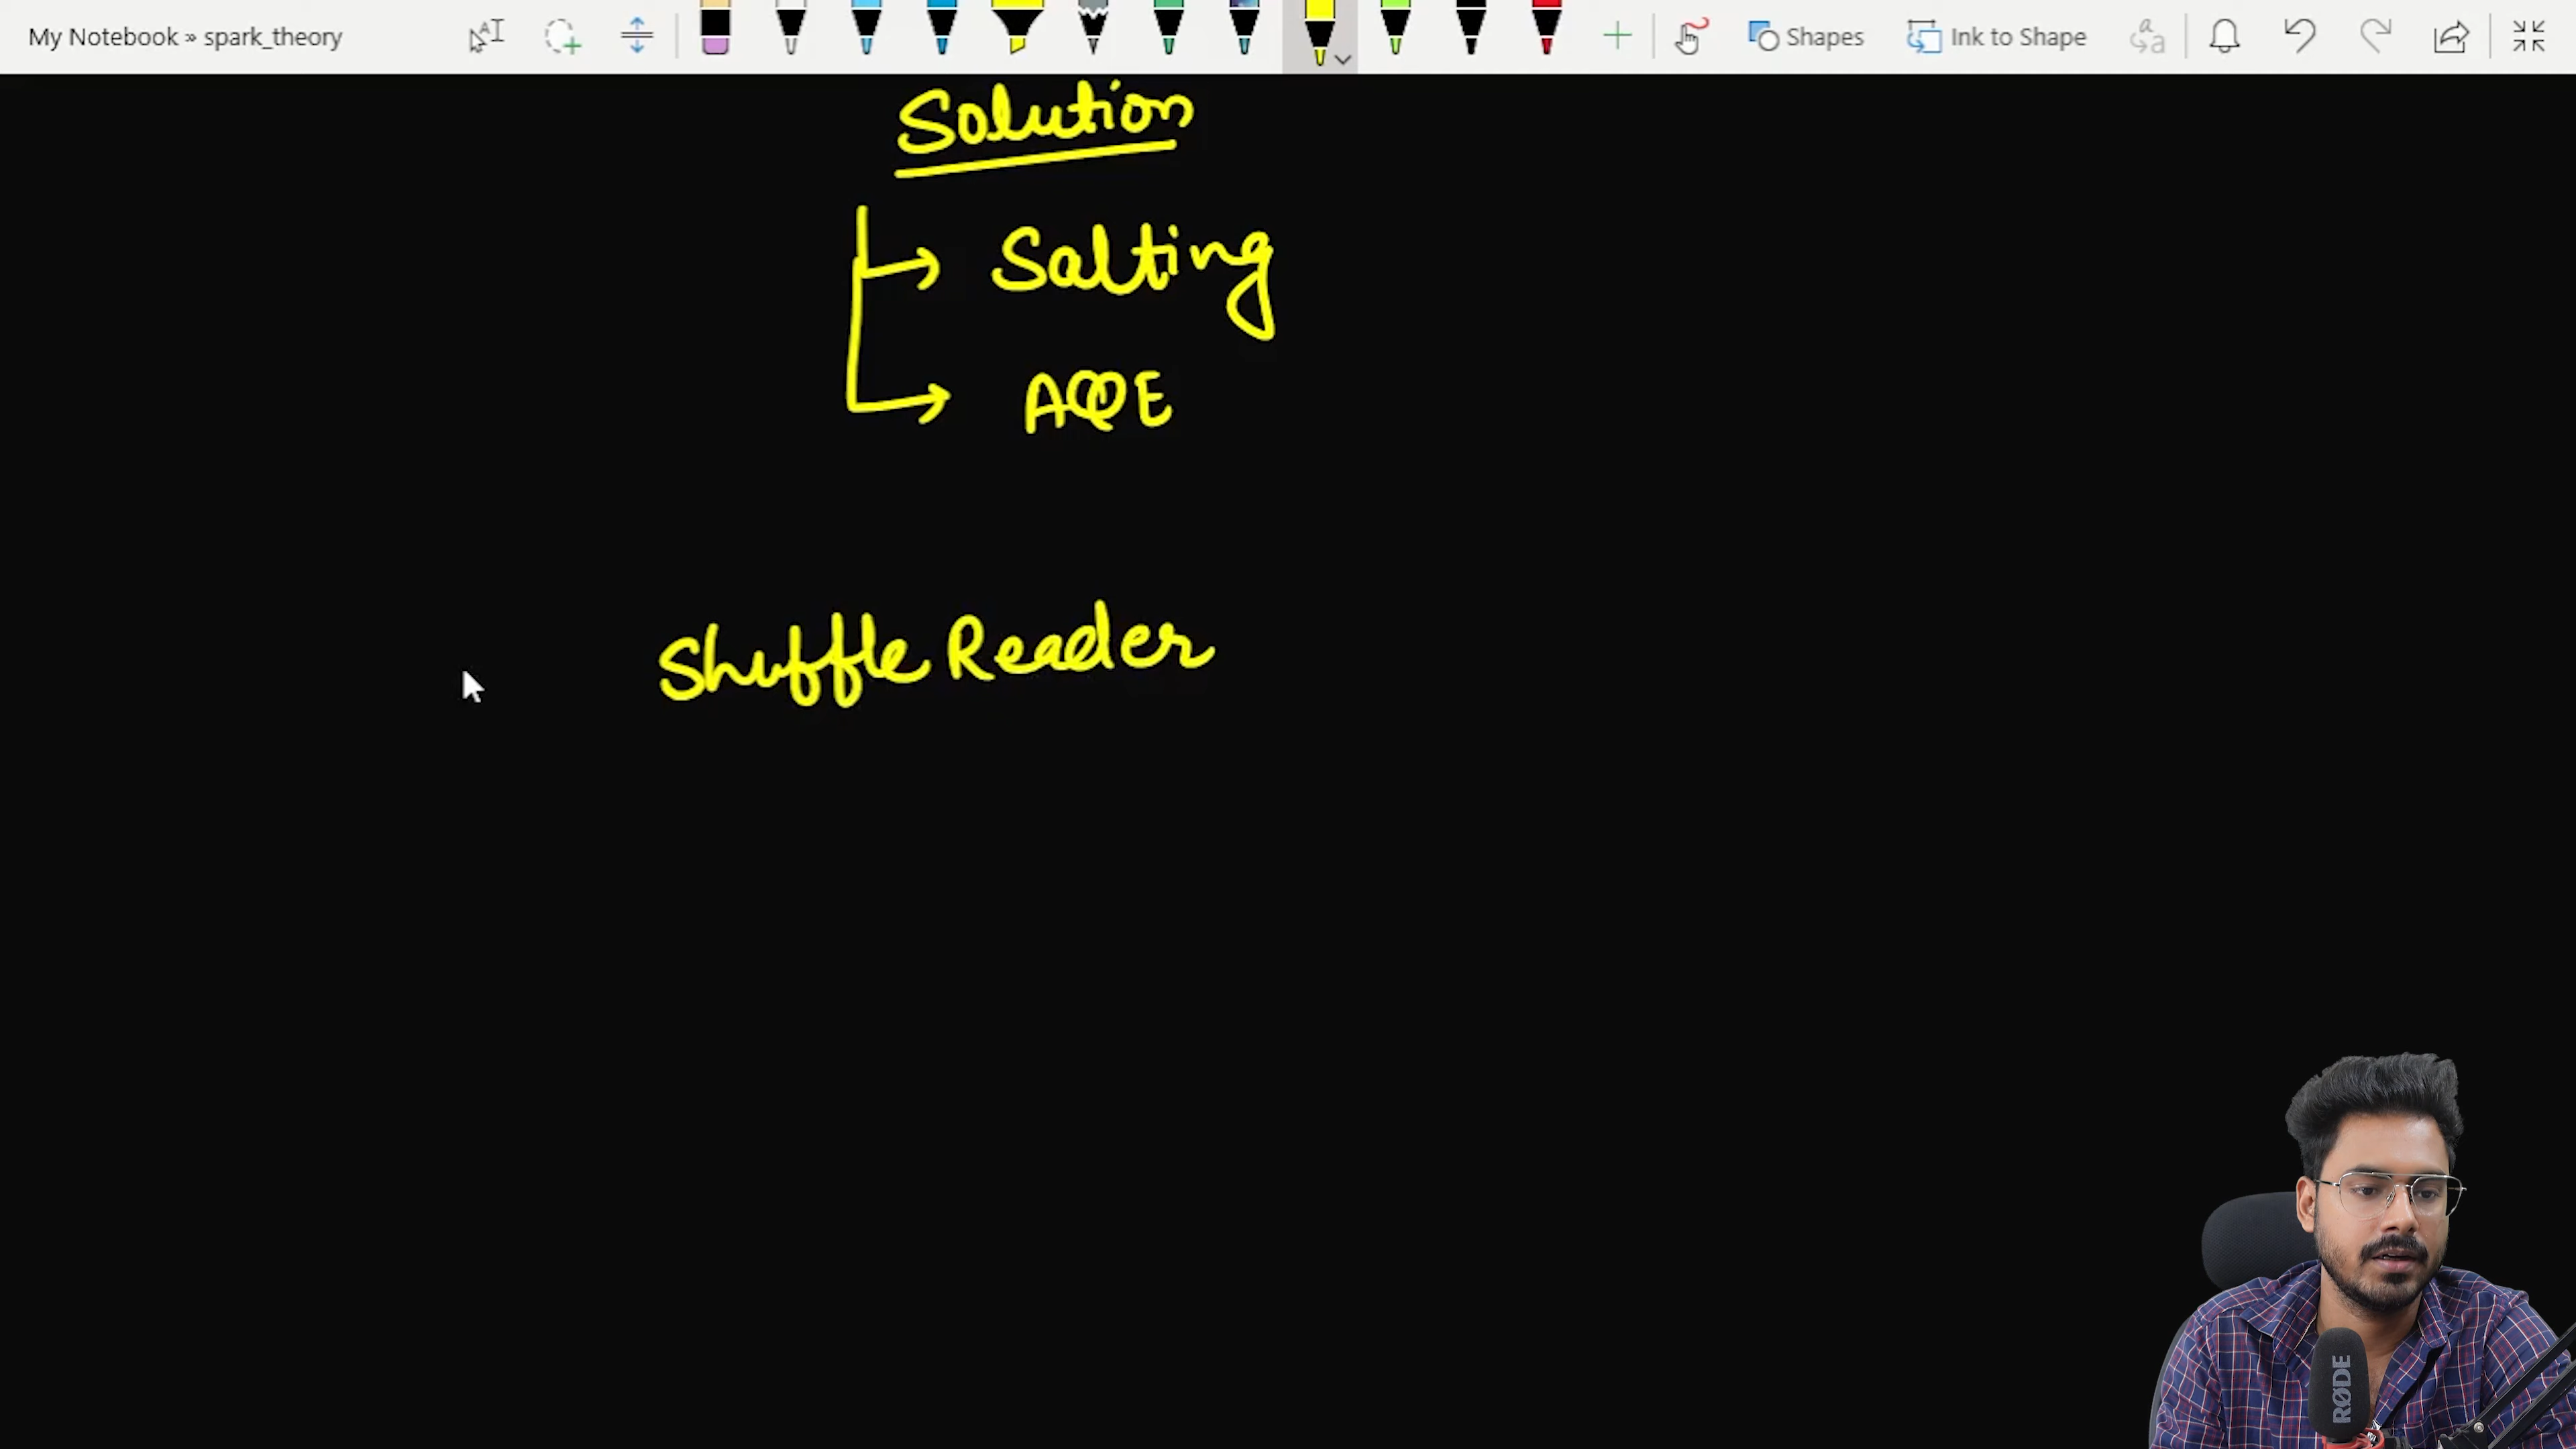 My Notebook » spark_theory
Shapes
Ink to Shape
Solution
Salting
AQE
Shuffle Reader
RØDE